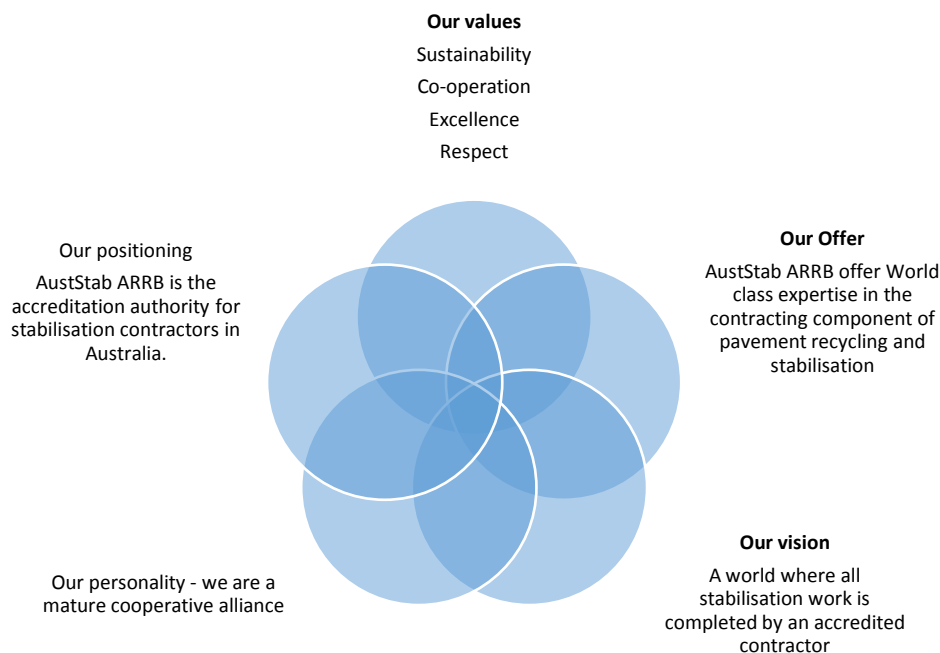 Our values
Sustainability
Co-operation
Excellence
Respect
Our positioning
AustStab ARRB is the
accreditation authority for
stabilisation contractors in
Australia.
Our Offer
AustStab ARRB offer World
class expertise in the
contracting component of
pavement recycling and
stabilisation
Our personality - we are a
mature cooperative alliance
Our vision
A world where all
stabilisation work is
completed by an accredited
contractor